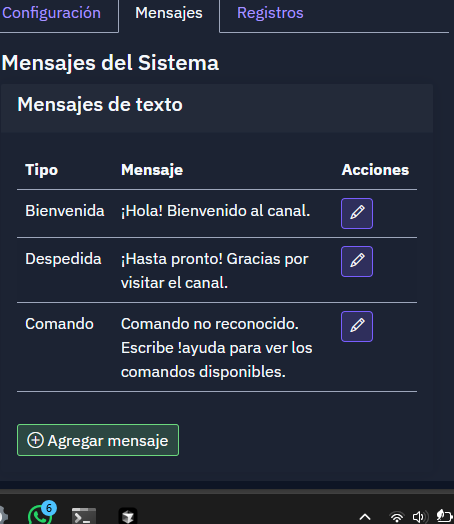 Configuración Mensajes Registros
Mensajes del Sistema
Mensajes de texto
Tipo Mensaje Acciones
Bienvenida ¡Hola! Bienvenido al canal.
Despedida ¡Hasta pronto! Gracias por
visitar el canal.
Comando Comando no reconocido.
Escribe !ayuda para ver los
comandos disponibles.
Agregar mensaje
6